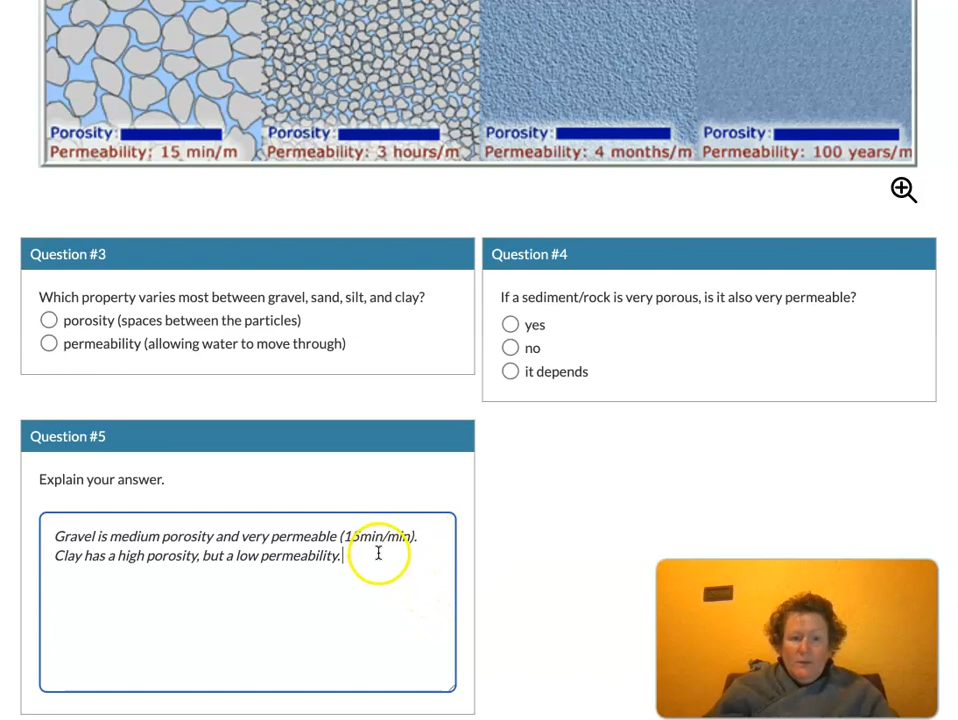 Porosity:
Permeability: 15 min/m
Porosity:
Permeability: 3 hours/m
Porosity:
Permeability: 4 months/m
Porosity:
Permeability: 100 years/m
Question #3
Which property varies most between gravel, sand, silt, and clay?
porosity (spaces between the particles)
permeability (allowing water to move through)
Question #4
If a sediment/rock is very porous, is it also very permeable?
yes
no
it depends
Question #5
Explain your answer.
Gravel is medium porosity and very permeable (15min/min).
Clay has a high porosity, but a low permeability.